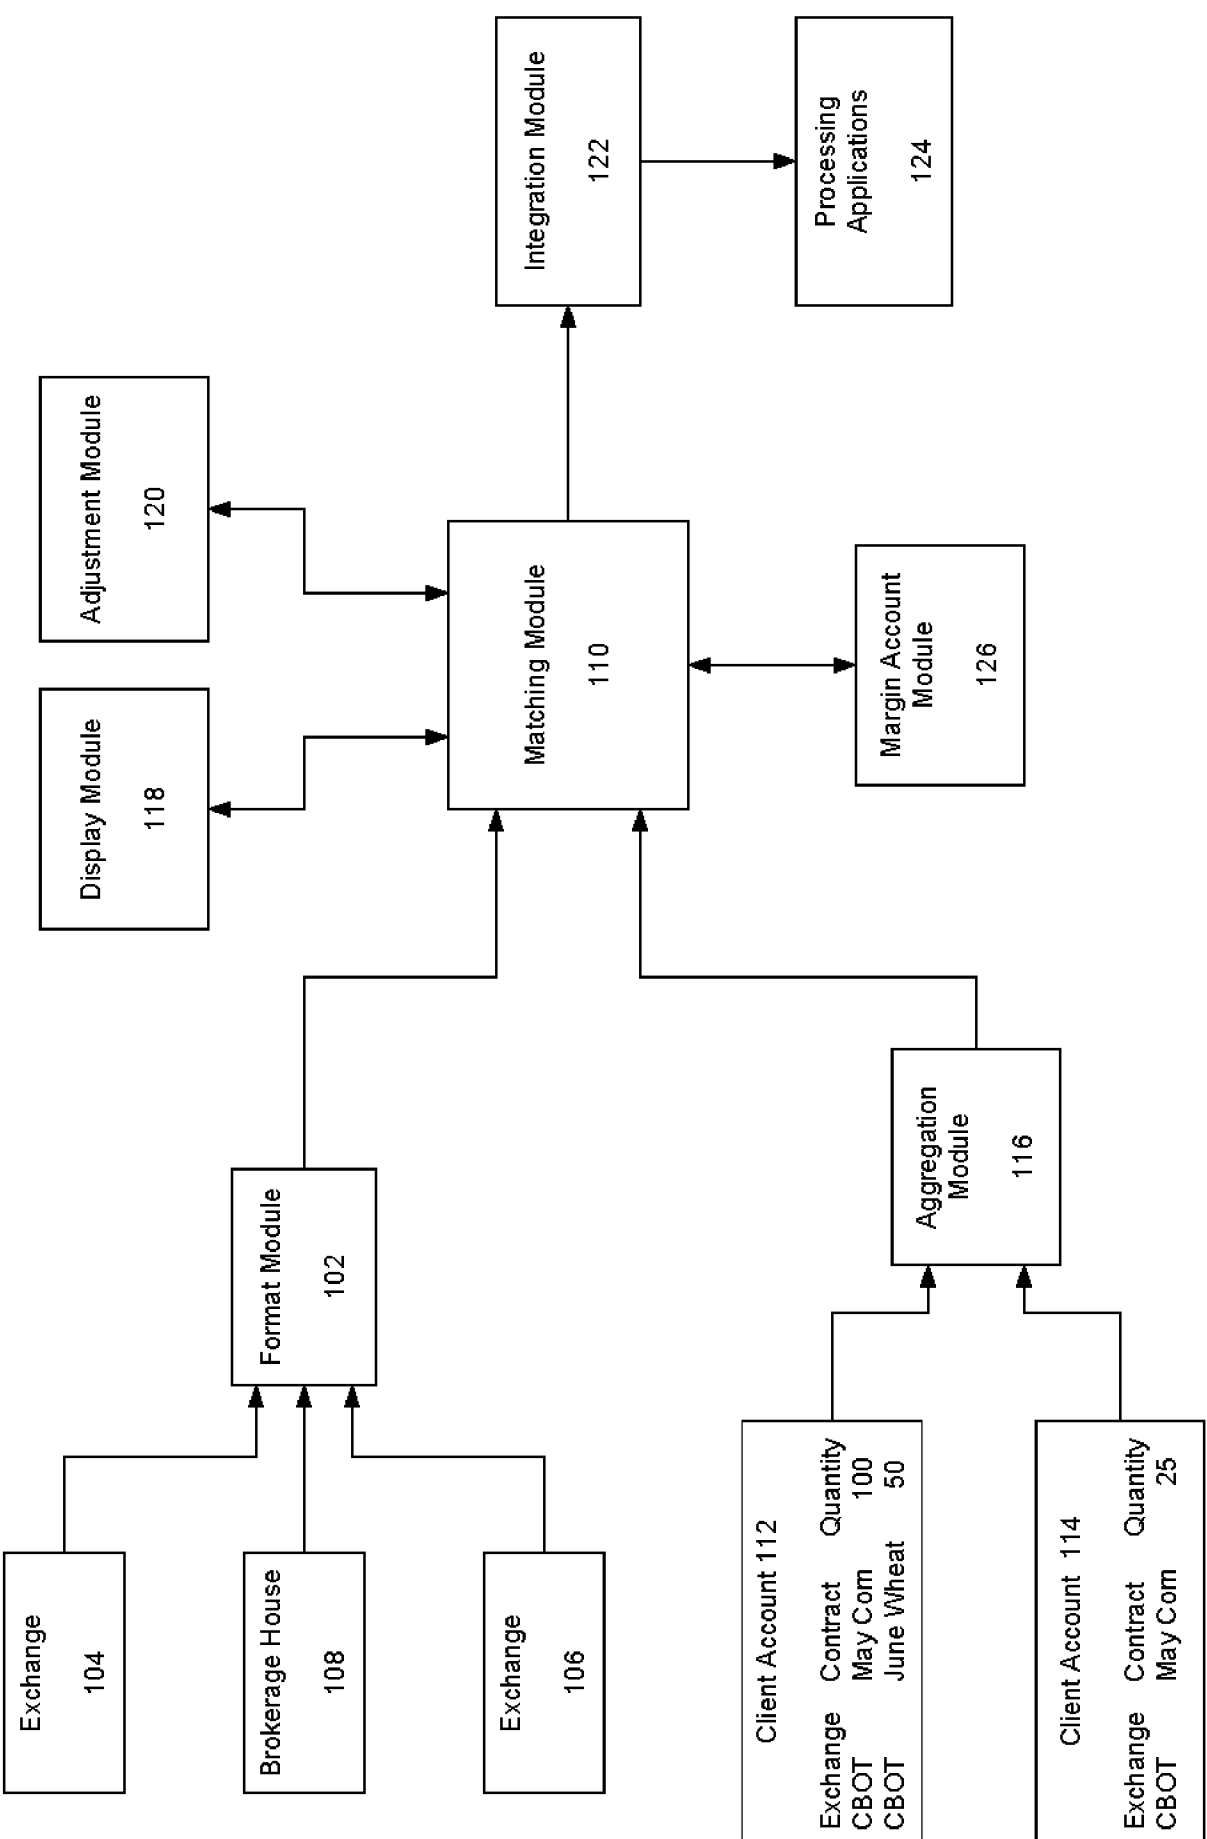 Exchange
104
Display Module
118
Adjustment Module
120
Brokerage House
108
Format Module
102
Exchange
106
Matching Module
110
Integration Module
122
Client Account 112
Exchange Contract Quantity
CBOT May Com 100
CBOT June Wheat 50
Aggregation
Module
116
Margin Account
Module
126
Processing
Applications
124
Client Account 114
Exchange Contract Quantity
CBOT May Com 25